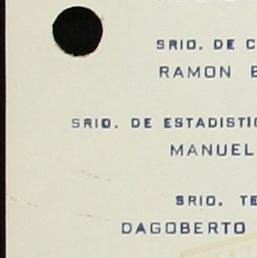 SRIO. DE C
RAMON E
SRIO. DE ESTADISTIC
MANUEL
SRIO. TE
DAGOBERTO